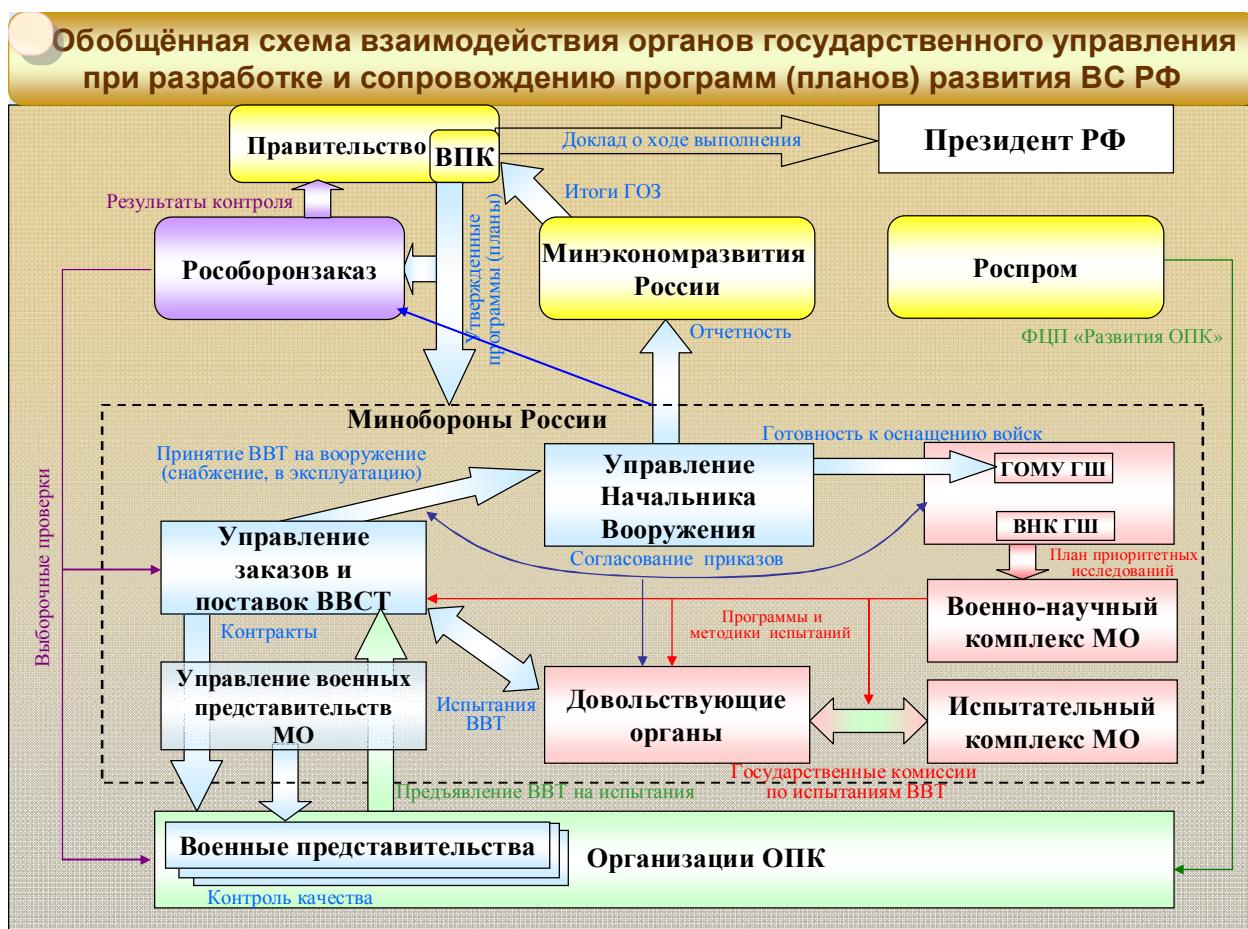 Обобщённая схема взаимодействия органов государственного управления
при разработке и сопровождению программ (планов) развития ВС РФ
Правительство
ВПК
Доклад о ходе выполнения
Президент РФ
Результаты контроля
Итоги ГОЗ
Утвержденные
программы (планы)
Рособоронзаказ
Минэкономразвития
России
Роспром
Отчетность
ФЦП «Развития ОПК»
Минобороны России
Принятие ВВТ на вооружение
(снабжение, в эксплуатацию)
Управление
Начальника
Вооружения
Готовность к оснащению войск
ГОМУ ГШ
ВНК ГШ
Выборочные проверки
Управление
заказов и
поставок ВВСТ
Согласование приказов
План приоритетных
исследований
Контракты
Программы и
методики испытаний
Военно-научный
комплекс МО
Управление военных
представительств
МО
Испытания
ВВТ
Довольствующие
органы
Испытательный
комплекс МО
Государственные комиссии
по испытаниям ВВТ
Предъявление ВВТ на испытания
Военные представительства
Организации ОПК
Контроль качества